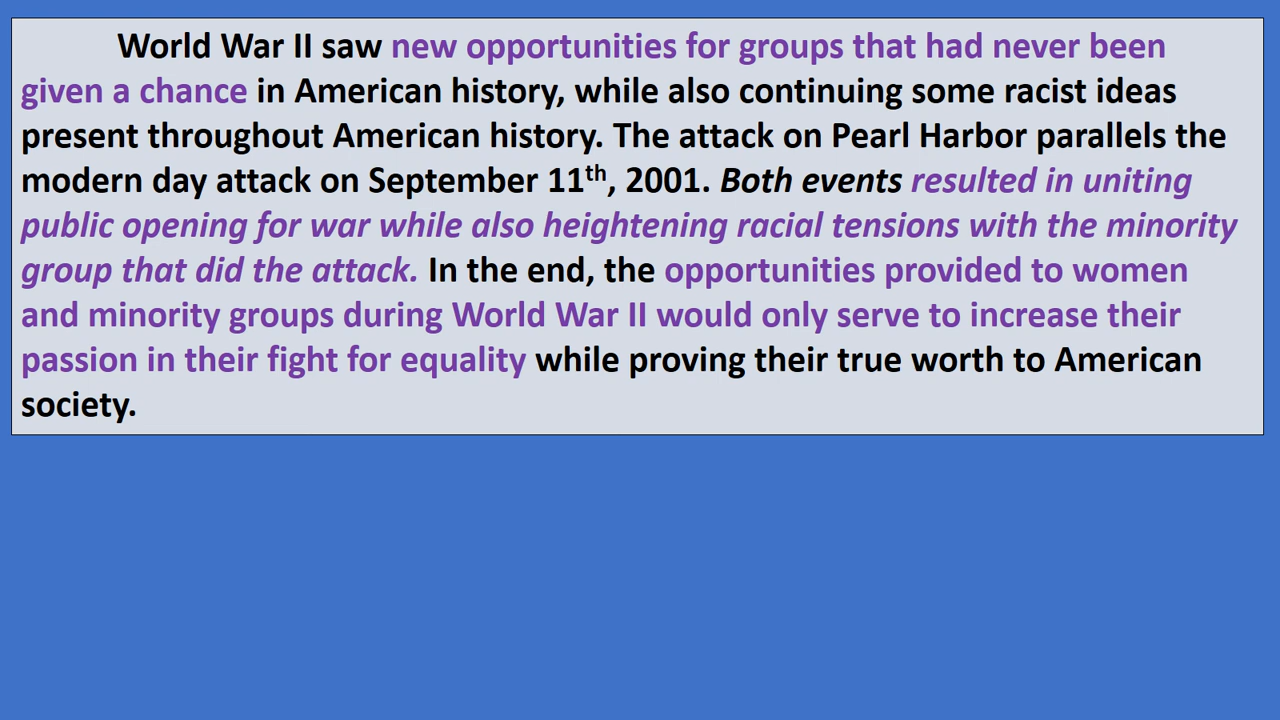 World War II saw new opportunities for groups that had never been
given a chance in American history, while also continuing some racist ideas
present throughout American history. The attack on Pearl Harbor parallels the
modern day attack on September 11th, 2001. Both events resulted in uniting
public opening for war while also heightening racial tensions with the minority
group that did the attack. In the end, the opportunities provided to women
and minority groups during World War II would only serve to increase their
passion in their fight for equality while proving their true worth to American
society.